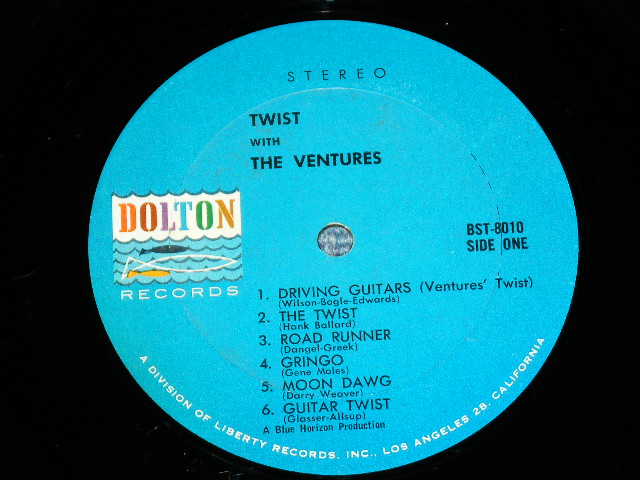 STEREO
TWIST
WITH
THE VENTURES
DOLTON
RECORDS
BST-8010
SIDE ONE
1. DRIVING GUITARS (Ventures' Twist)
(Wilson-Bogle-Edwards)
2. THE TWIST
(Hank Ballard)
3. ROAD RUNNER
(Dangel-Greek)
4. GRINGO
(Gene Moles)
5. MOON DAWG
(Darry Weaver)
6. GUITAR TWIST
(Glasser-Allsup)
A Blue Horizon Production
A DIVISION OF LIBERTY RECORDS, INC., LOS ANGELES 28, CALIFORNIA